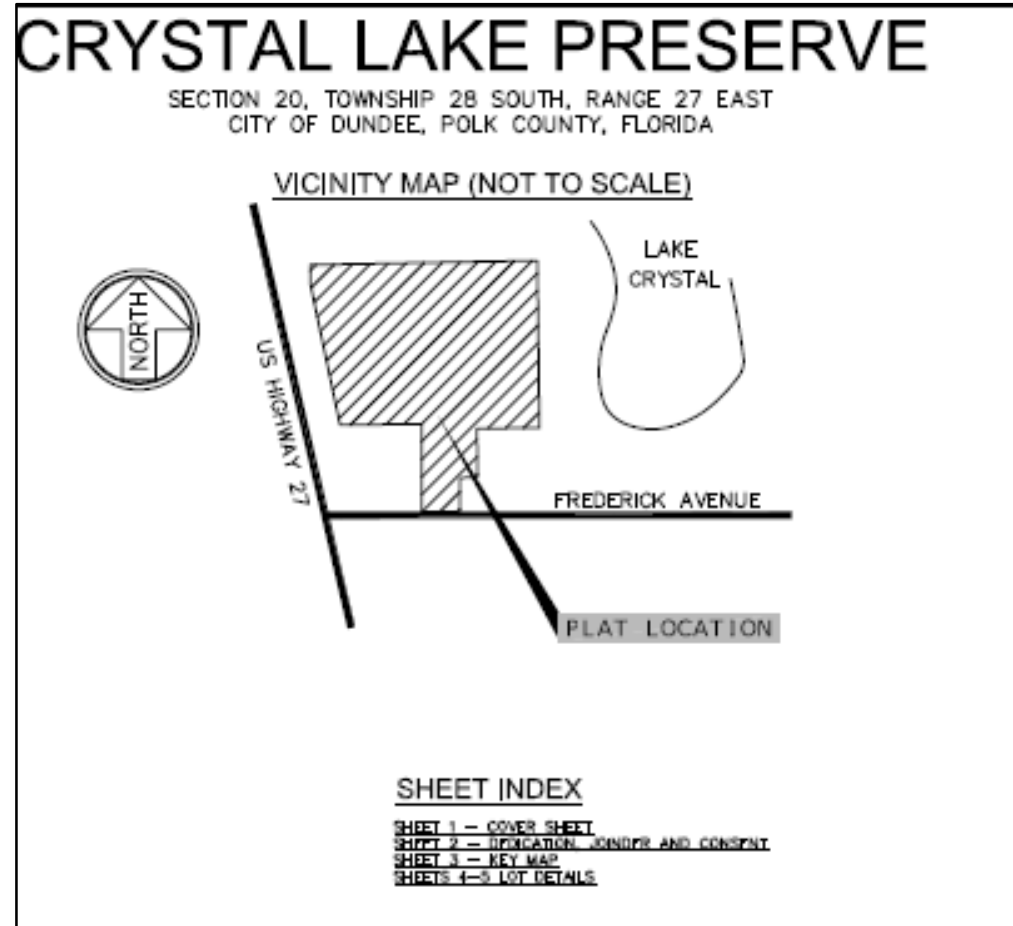 CRYSTAL LAKE PRESERVE
SECTION 20, TOWNSHIP 28 SOUTH, RANGE 27 EAST
CITY OF DUNDEE, POLK COUNTY, FLORIDA
VICINITY MAP (NOT TO SCALE)
LAKE
CRYSTAL
NORTH
US HIGHWAY 27
FREDERICK AVENUE
PLAT LOCATION
SHEET INDEX
SHEET 1 – COVER SHEET
SHEET 2 – DEDICATION, JOINDER AND CONSENT
SHEET 3 – KEY MAP
SHEETS 4–5 LOT DETAILS